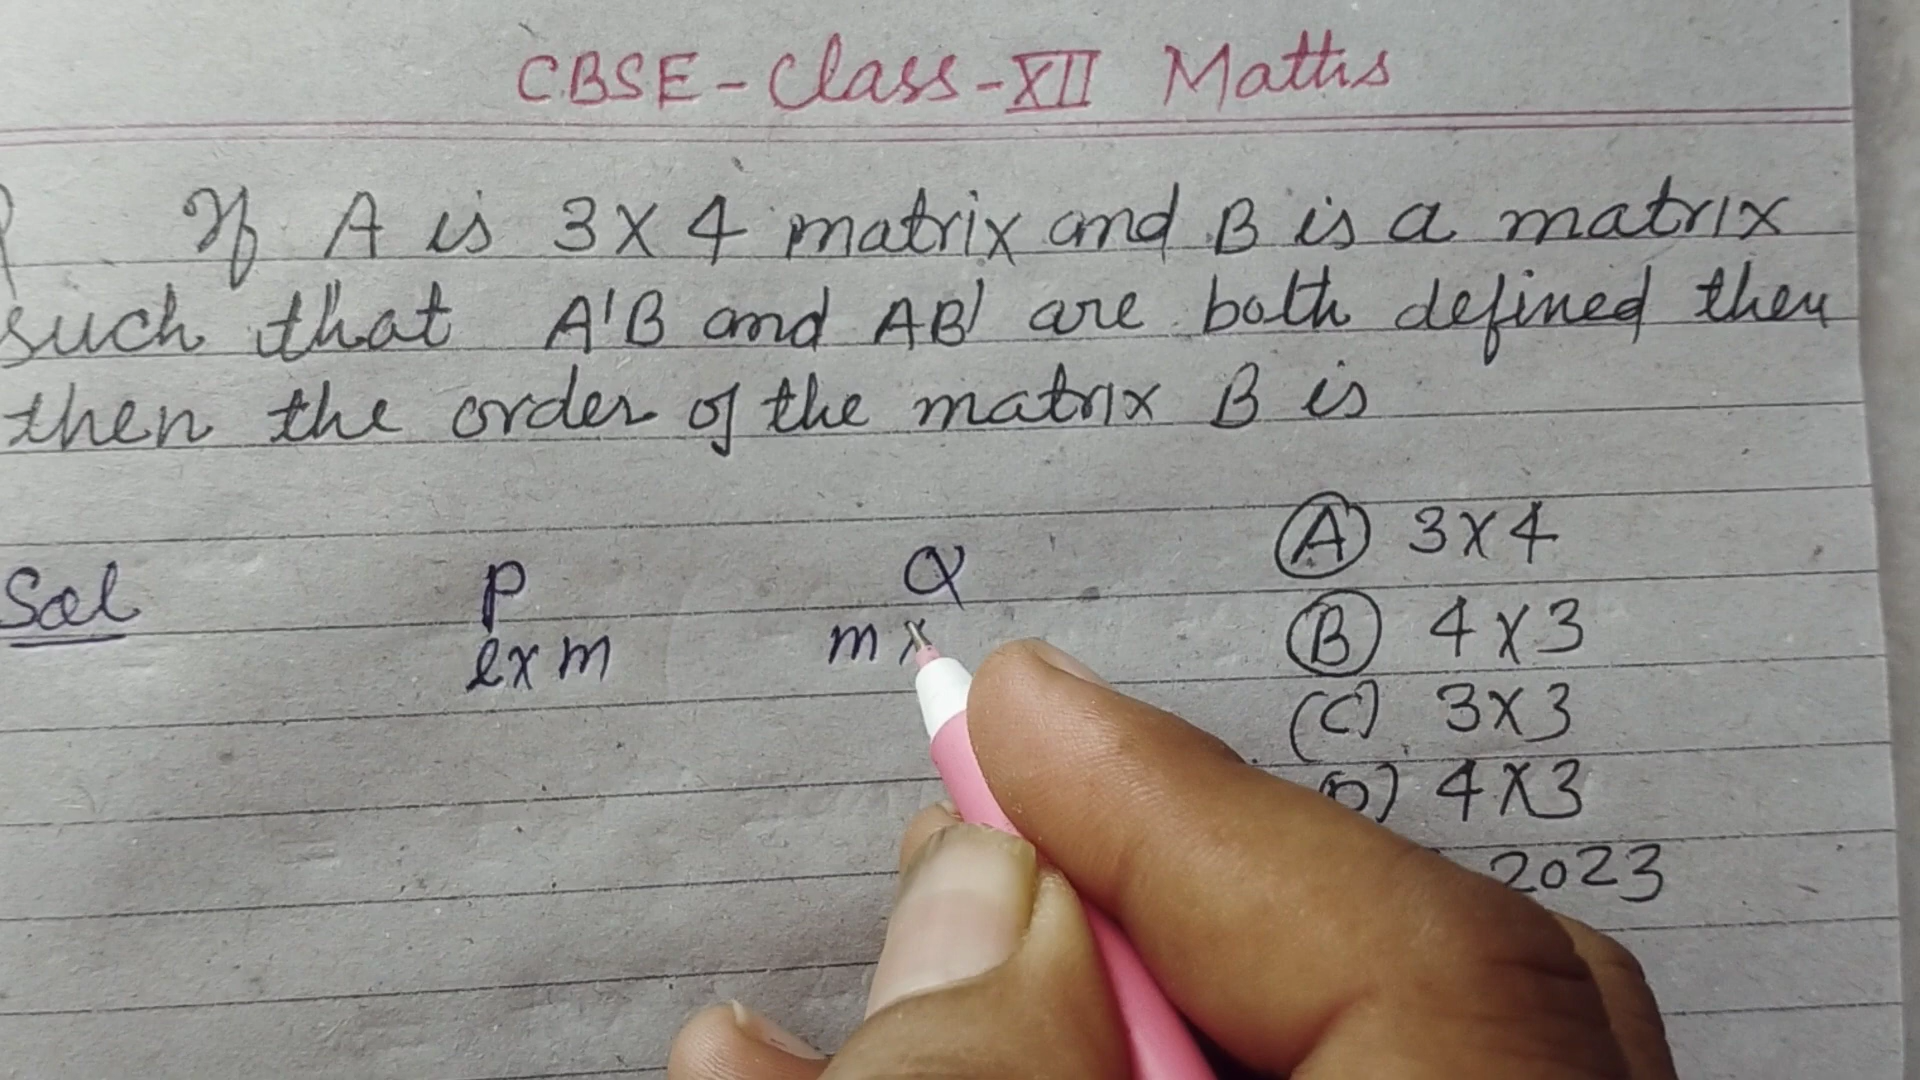 CBSE - Class - XII Maths
If A is 3 X 4 matrix and B is a matrix
such that A'B and AB' are both defined then
then the order of the matrix B is
Sol P Q
l x m m x
(A) 3 X 4
(B) 4 X 3
(C) 3 X 3
(D) 4 X 3
2023